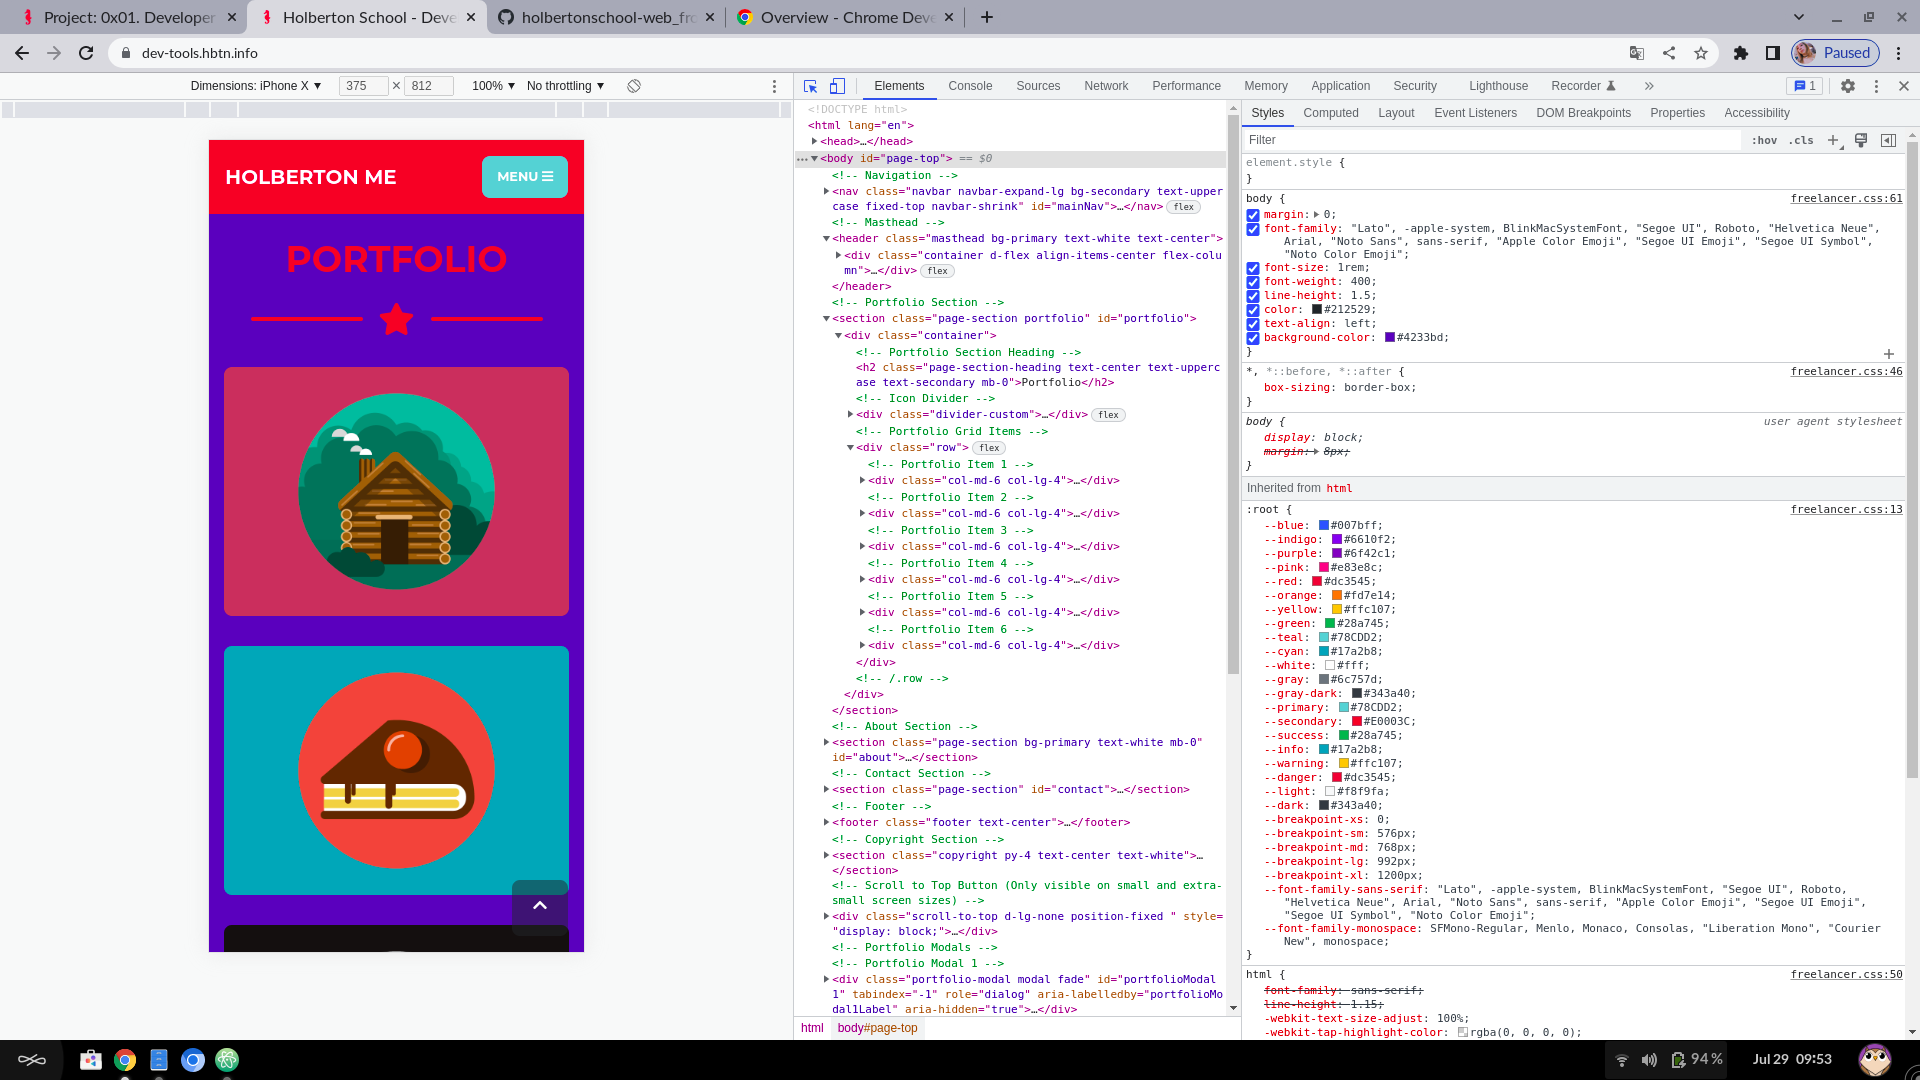 Project: 0x01. Developer
Holberton School - Deve
holbertonschool-web_fro
Overview - Chrome Deve
dev-tools.hbtn.info
Paused
Dimensions: iPhone X ▼ 375 × 812 100% ▼ No throttling ▼
HOLBERTON ME
MENU
PORTFOLIO
Elements Console Sources Network Performance Memory Application Security Lighthouse Recorder » 1
<!DOCTYPE html>
<html lang="en">
<head>…</head>
<body id="page-top"> == $0
<!-- Navigation -->
<nav class="navbar navbar-expand-lg bg-secondary text-upper
case fixed-top navbar-shrink" id="mainNav">…</nav> flex
<!-- Masthead -->
<header class="masthead bg-primary text-white text-center">
<div class="container d-flex align-items-center flex-colu
mn">…</div> flex
</header>
<!-- Portfolio Section -->
<section class="page-section portfolio" id="portfolio">
<div class="container">
<!-- Portfolio Section Heading -->
<h2 class="page-section-heading text-center text-upperc
ase text-secondary mb-0">Portfolio</h2>
<!-- Icon Divider -->
<div class="divider-custom">…</div> flex
<!-- Portfolio Grid Items -->
<div class="row"> flex
<!-- Portfolio Item 1 -->
<div class="col-md-6 col-lg-4">…</div>
<!-- Portfolio Item 2 -->
<div class="col-md-6 col-lg-4">…</div>
<!-- Portfolio Item 3 -->
<div class="col-md-6 col-lg-4">…</div>
<!-- Portfolio Item 4 -->
<div class="col-md-6 col-lg-4">…</div>
<!-- Portfolio Item 5 -->
<div class="col-md-6 col-lg-4">…</div>
<!-- Portfolio Item 6 -->
<div class="col-md-6 col-lg-4">…</div>
</div>
<!-- /.row -->
</div>
</section>
<!-- About Section -->
<section class="page-section bg-primary text-white mb-0"
id="about">…</section>
<!-- Contact Section -->
<section class="page-section" id="contact">…</section>
<!-- Footer -->
<footer class="footer text-center">…</footer>
<!-- Copyright Section -->
<section class="copyright py-4 text-center text-white">…
</section>
<!-- Scroll to Top Button (Only visible on small and extra-
small screen sizes) -->
<div class="scroll-to-top d-lg-none position-fixed " style=
"display: block;">…</div>
<!-- Portfolio Modals -->
<!-- Portfolio Modal 1 -->
<div class="portfolio-modal modal fade" id="portfolioModal
1" tabindex="-1" role="dialog" aria-labelledby="portfolioMo
dal1Label" aria-hidden="true">…</div>
html body#page-top
Styles Computed Layout Event Listeners DOM Breakpoints Properties Accessibility
Filter :hov .cls
element.style {
}
body { freelancer.css:61
margin: 0;
font-family: "Lato", -apple-system, BlinkMacSystemFont, "Segoe UI", Roboto, "Helvetica Neue",
Arial, "Noto Sans", sans-serif, "Apple Color Emoji", "Segoe UI Emoji", "Segoe UI Symbol",
"Noto Color Emoji";
font-size: 1rem;
font-weight: 400;
line-height: 1.5;
color: #212529;
text-align: left;
background-color: #4233bd;
}
*, *::before, *::after { freelancer.css:46
box-sizing: border-box;
}
body { user agent stylesheet
display: block;
margin: 8px;
}
Inherited from html
:root { freelancer.css:13
--blue: #007bff;
--indigo: #6610f2;
--purple: #6f42c1;
--pink: #e83e8c;
--red: #dc3545;
--orange: #fd7e14;
--yellow: #ffc107;
--green: #28a745;
--teal: #78CDD2;
--cyan: #17a2b8;
--white: #fff;
--gray: #6c757d;
--gray-dark: #343a40;
--primary: #78CDD2;
--secondary: #E0003C;
--success: #28a745;
--info: #17a2b8;
--warning: #ffc107;
--danger: #dc3545;
--light: #f8f9fa;
--dark: #343a40;
--breakpoint-xs: 0;
--breakpoint-sm: 576px;
--breakpoint-md: 768px;
--breakpoint-lg: 992px;
--breakpoint-xl: 1200px;
--font-family-sans-serif: "Lato", -apple-system, BlinkMacSystemFont, "Segoe UI", Roboto,
"Helvetica Neue", Arial, "Noto Sans", sans-serif, "Apple Color Emoji", "Segoe UI Emoji",
"Segoe UI Symbol", "Noto Color Emoji";
--font-family-monospace: SFMono-Regular, Menlo, Monaco, Consolas, "Liberation Mono", "Courier
New", monospace;
}
html { freelancer.css:50
font-family: sans-serif;
line-height: 1.15;
-webkit-text-size-adjust: 100%;
-webkit-tap-highlight-color: rgba(0, 0, 0, 0);
94 % Jul 29 09:53